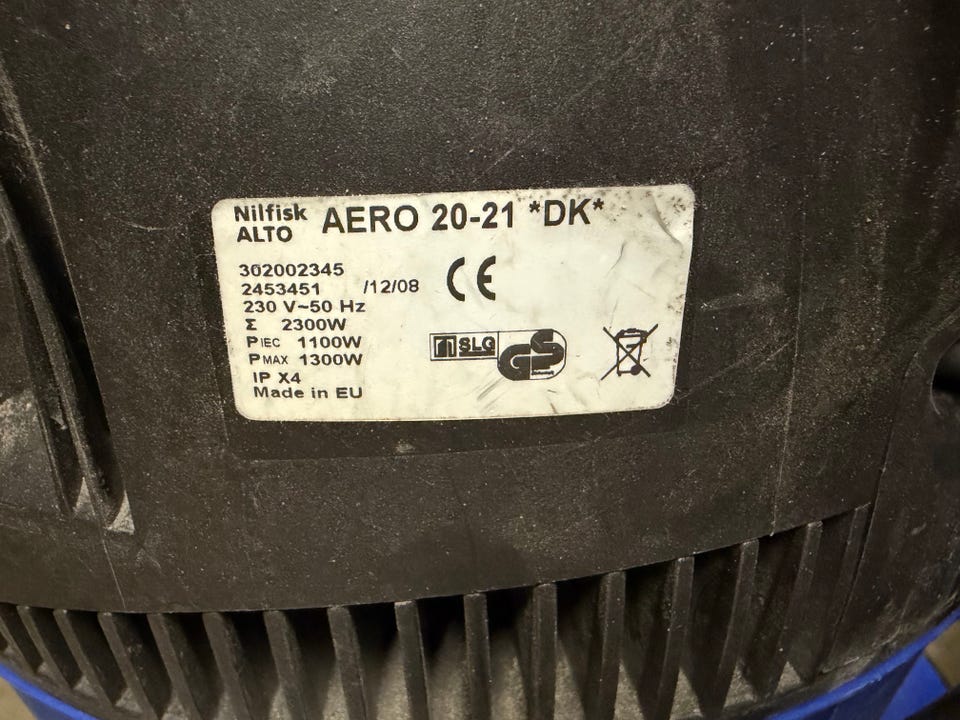 Nilfisk
ALTO
AERO 20-21 *DK*
302002345
2453451 /12/08
230 V~50 Hz
Σ 2300W
PIEC 1100W
PMAX 1300W
IP X4
Made in EU
CE
SLG
GS